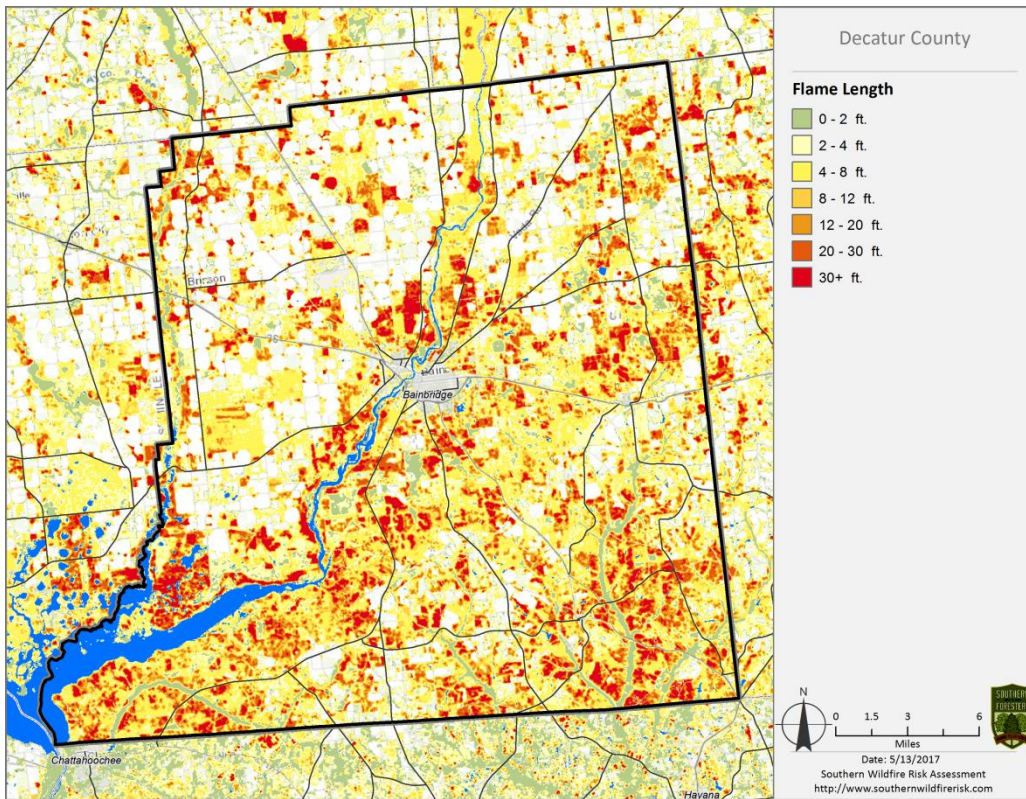 Decatur County
Flame Length
0 - 2 ft.
2 - 4 ft.
4 - 8 ft.
8 - 12 ft.
12 - 20 ft.
20 - 30 ft.
30+ ft.
Brinson
Bainbridge
Chattahoochee
Havana
N
0 1.5 3 6
Miles
SOUTHERN
FORESTERS
Date: 5/13/2017
Southern Wildfire Risk Assessment
http://www.southernwildfirerisk.com